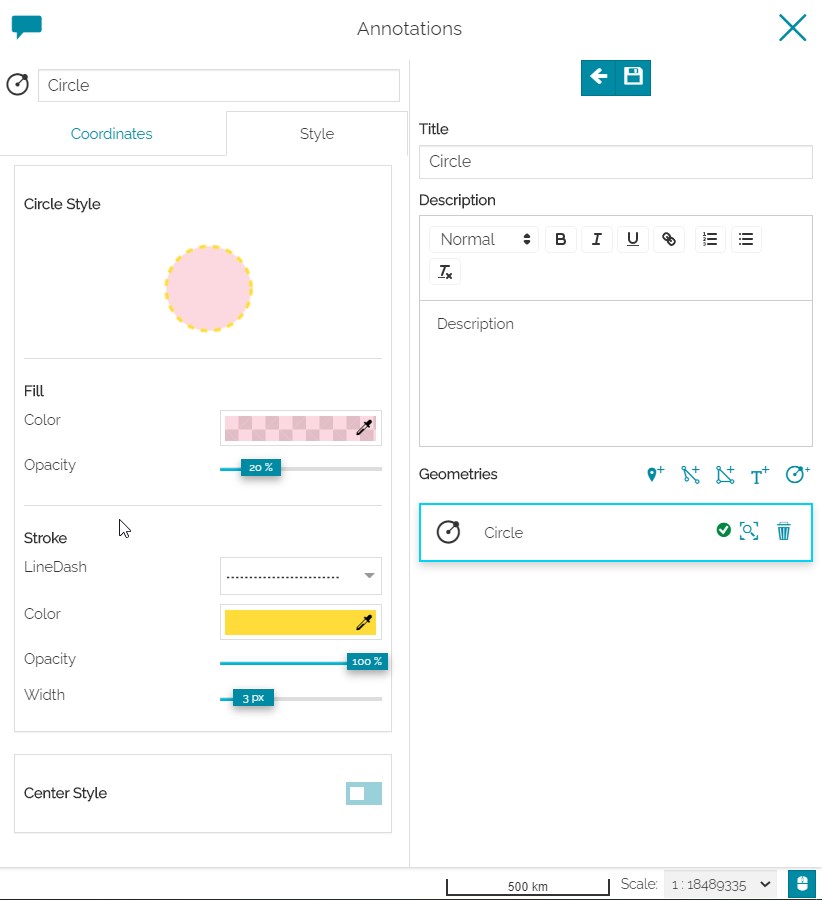 Annotations
Circle
Coordinates
Style
Circle Style
Fill
Color
Opacity
20 %
Stroke
LineDash
Color
Opacity
100 %
Width
3 px
Center Style
Title
Circle
Description
Normal
B I U
Description
Geometries
T+
Circle
500 km
Scale: 1 : 18489335